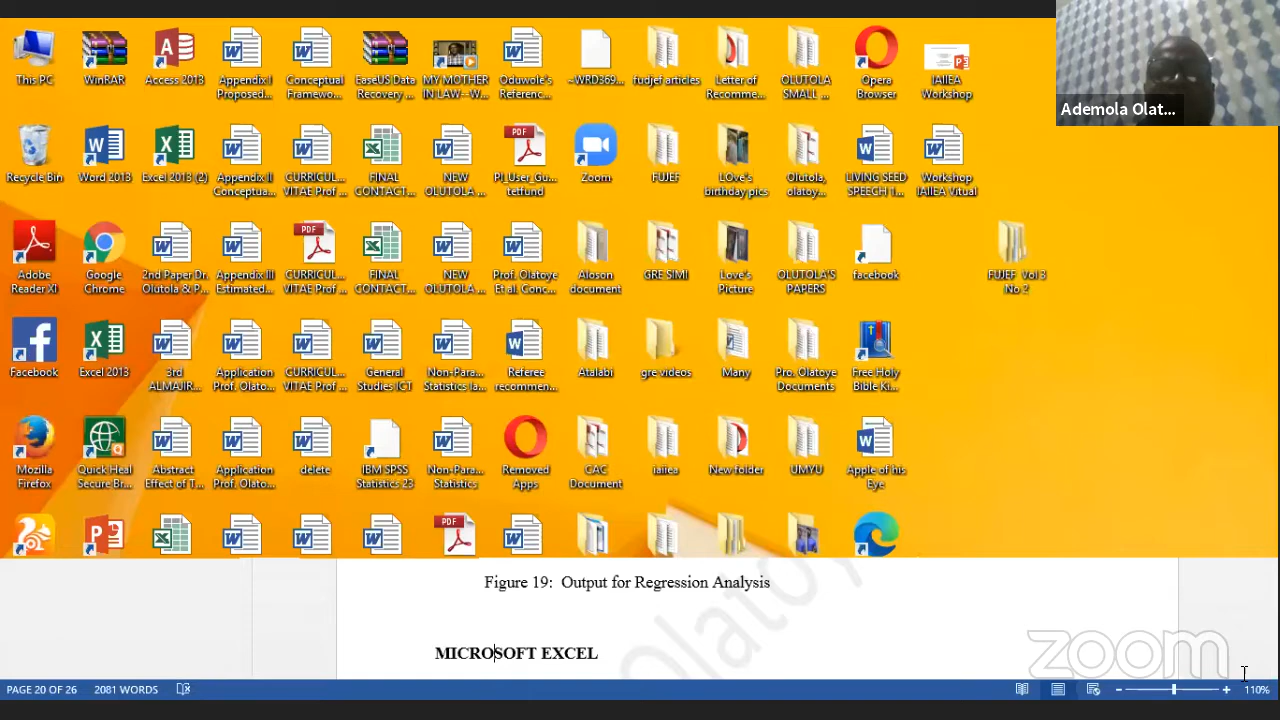 This PC
WinRAR
Access 2013
Appendix I
Proposed...
Conceptual
Framewo...
EaseUS Data
Recovery ...
MY MOTHER
IN LAW--W...
Oduwole's
Referenc...
~WRD369...
fudjef articles
Letter of
Recomme...
OLUTOLA
SMALL ...
Opera
Browser
IAIIEA
Workshop
Ademola Olat...
Recycle Bin
Word 2013
Excel 2013 (2)
Appendix II
Conceptua...
CURRICUL...
VITAE Prof ...
FINAL
CONTACT...
NEW
OLUTOLA ...
PDF
PI_User_Gu...
tetfund
Zoom
FUJEF
LOve's
birthday pics
Olutola,
olatoy...
LIVING SEED
SPEECH 1...
Workshop
IAIIEA Vitual
Adobe
Reader XI
Google
Chrome
2nd Paper Dr.
Olutola & P...
Appendix III
Estimated...
PDF
CURRICUL...
VITAE Prof ...
FINAL
CONTACT...
NEW
OLUTOLA ...
Prof. Olatoye
Et al. Conc...
Aloson
document
GRE SIMI
Love's
Picture
OLUTOLA'S
PAPERS
facebook
FUJEF Vol 3
No 2
Facebook
Excel 2013
3rd
ALMAJIR...
Application
Prof. Olato...
CURRICUL...
VITAE Prof ...
General
Studies ICT
Non-Para...
Statistics la...
Referee
recommen...
Atalabi
gre videos
Many
Pro. Olatoye
Documents
Free Holy
Bible Ki...
Mozilla
Firefox
Quick Heal
Secure Br...
Abstract
Effect of T...
Application
Prof. Olato...
delete
IBM SPSS
Statistics 23
Non-Para...
Statistics
Removed
Apps
CAC
Document
iaiiea
New folder
UMYU
Apple of his
Eye
PDF
Figure 19: Output for Regression Analysis
Olatoye
MICROSOFT EXCEL
zoom
PAGE 20 OF 26
2081 WORDS
110%